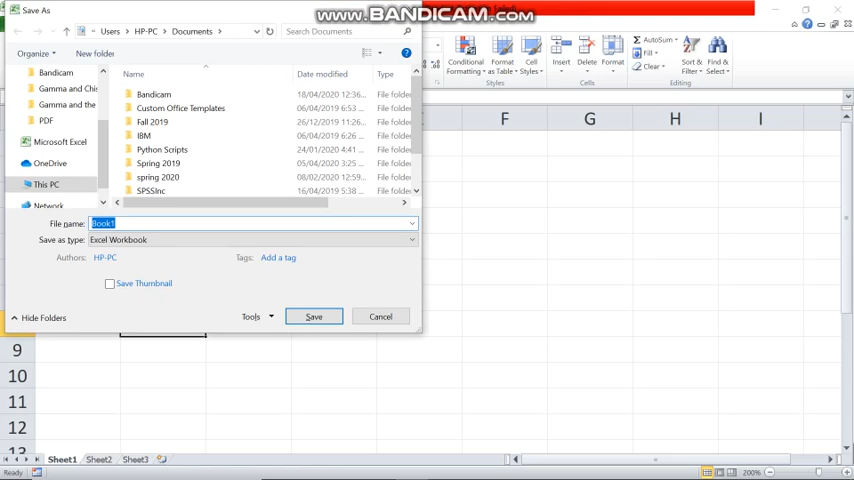 Save As
www.BANDICAM.com
Users
HP-PC
Documents
Search Documents
Organize
New folder
Bandicam
Gamma and Chi
Gamma and the
PDF
Microsoft Excel
OneDrive
This PC
Network
Name
Date modified
Type
Bandicam 18/04/2020 12:36... File folder
Custom Office Templates 06/04/2019 6:53 ... File folder
Fall 2019 26/12/2019 11:26... File folder
IBM 06/04/2019 6:26 ... File folder
Python Scripts 24/01/2020 4:41 ... File folder
Spring 2019 05/04/2020 3:25 ... File folder
spring 2020 08/02/2020 12:59... File folder
SPSSInc 16/04/2019 5:38 ... File folder
File name: Book1
Save as type: Excel Workbook
Authors: HP-PC
Tags: Add a tag
Save Thumbnail
Hide Folders
Tools
Save
Cancel
Conditional Formatting
Format as Table
Cell Styles
Styles
Insert
Delete
Format
Cells
AutoSum
Fill
Clear
Sort & Filter
Find & Select
Editing
F G H I
9
10
11
12
13
Sheet1 Sheet2 Sheet3
Ready
200%